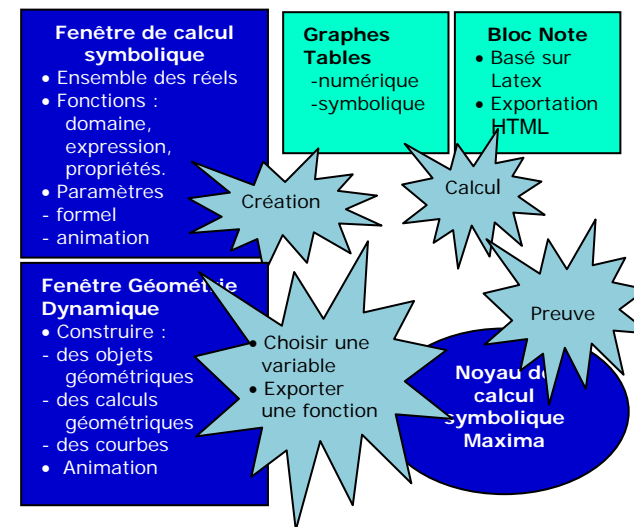 Fenêtre de calcul
symbolique
• Ensemble des réels
• Fonctions :
domaine,
expression,
propriétés.
• Paramètres
- formel
- animation
Graphes
Tables
-numérique
-symbolique
Bloc Note
• Basé sur
Latex
• Exportation
HTML
Création
Calcul
Preuve
Fenêtre Géométrie
Dynamique
• Construire :
- des objets
géométriques
- des calculs
géométriques
- des courbes
• Animation
• Choisir une
variable
• Exporter
une fonction
Noyau de
calcul
symbolique
Maxima